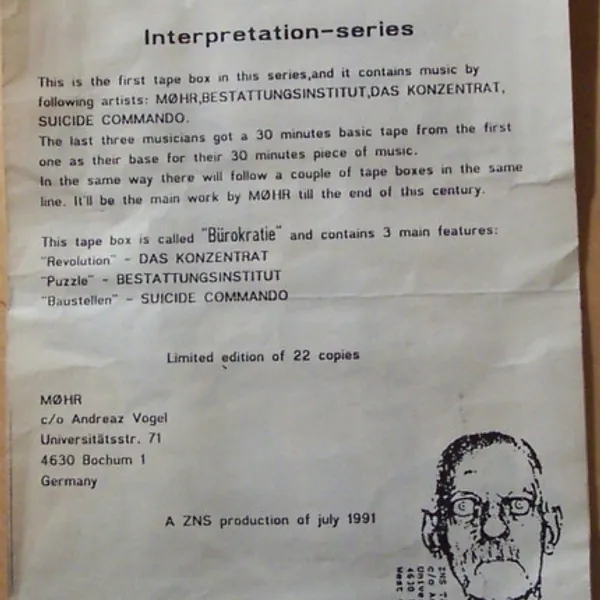 Interpretation-series
This is the first tape box in this series,and it contains music by
following artists: MØHR,BESTATTUNGSINSTITUT,DAS KONZENTRAT,
SUICIDE COMMANDO.
The last three musicians got a 30 minutes basic tape from the first
one as their base for their 30 minutes piece of music.
In the same way there will follow a couple of tape boxes in the same
line. It'll be the main work by MØHR till the end of this century.
This tape box is called "Bürokratie" and contains 3 main features:
"Revolution" - DAS KONZENTRAT
"Puzzle" - BESTATTUNGSINSTITUT
"Baustellen" - SUICIDE COMMANDO
Limited edition of 22 copies
MØHR
c/o Andreaz Vogel
Universitätsstr. 71
4630 Bochum 1
Germany
A ZNS production of july 1991
ZNS
c/o
4630
West